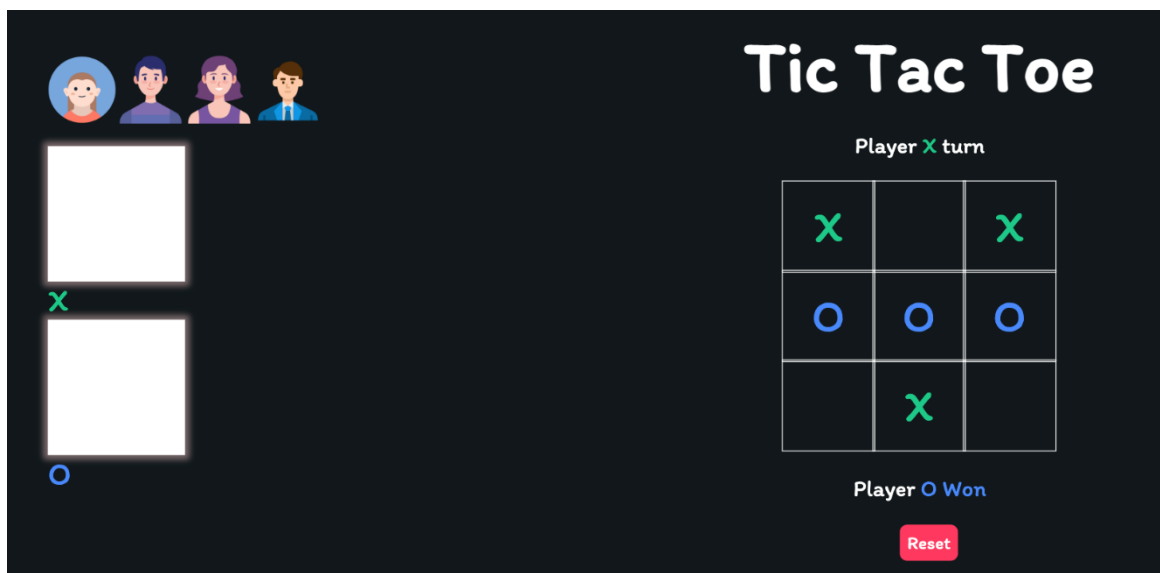 Tic Tac Toe
Player X turn
X X
X
O O O
X
O
Player O Won
Reset